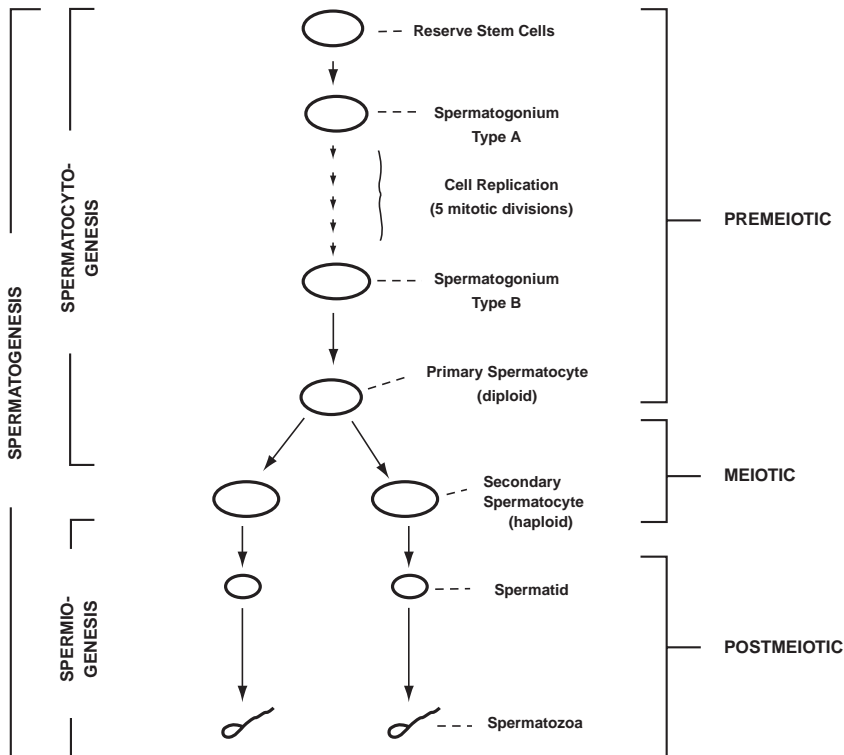 Reserve Stem Cells
Spermatogonium
Type A
Cell Replication
(5 mitotic divisions)
PREMEIOTIC
SPERMATOCYTO-
GENESIS
Spermatogonium
Type B
SPERMATOGENESIS
Primary Spermatocyte
(diploid)
MEIOTIC
Secondary
Spermatocyte
(haploid)
Spermatid
SPERMIO-
GENESIS
POSTMEIOTIC
Spermatozoa